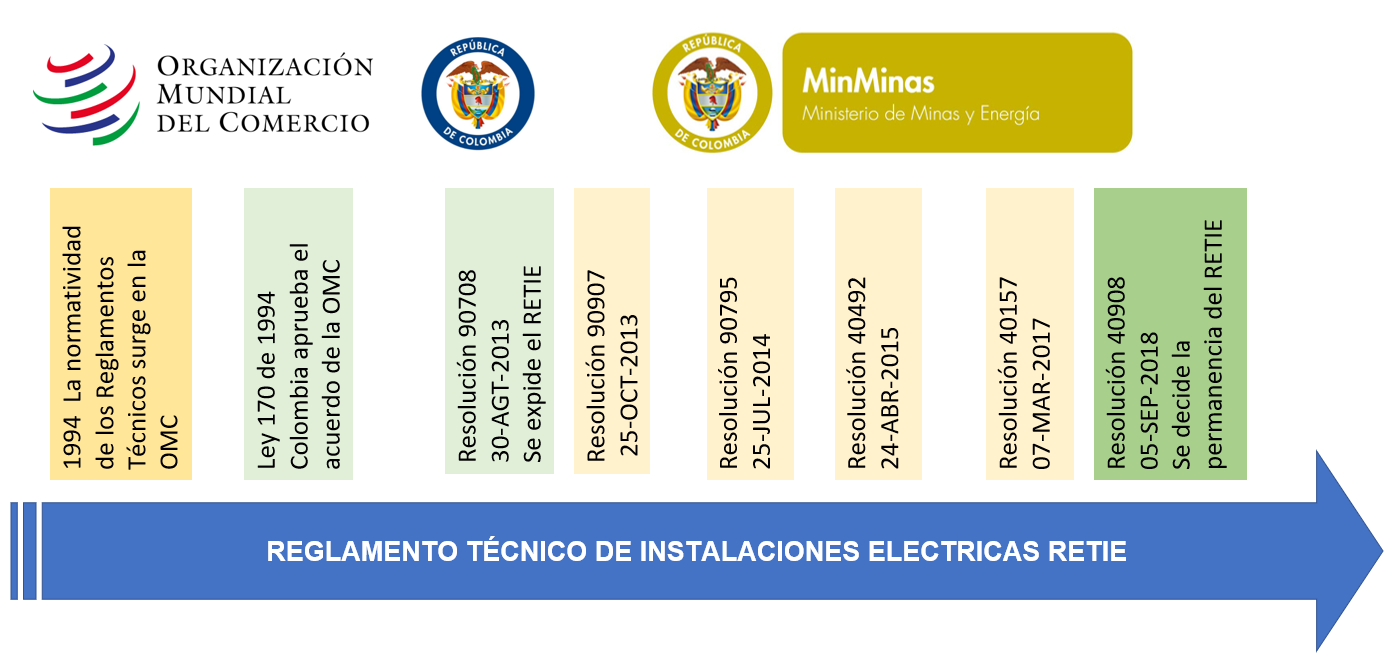 ORGANIZACIÓN
MUNDIAL
DEL COMERCIO
REPÚBLICA
DE COLOMBIA
REPÚBLICA
DE COLOMBIA
MinMinas
Ministerio de Minas y Energía
1994  La normatividad
de los Reglamentos
Técnicos surge en la
OMC
Ley 170 de 1994
Colombia aprueba el
acuerdo de la OMC
Resolución 90708
30-AGT-2013
Se expide el RETIE
Resolución 90907
25-OCT-2013
Resolución 90795
25-JUL-2014
Resolución 40492
24-ABR-2015
Resolución 40157
07-MAR-2017
Resolución 40908
05-SEP-2018
Se decide la
permanencia del RETIE
REGLAMENTO TÉCNICO DE INSTALACIONES ELECTRICAS RETIE